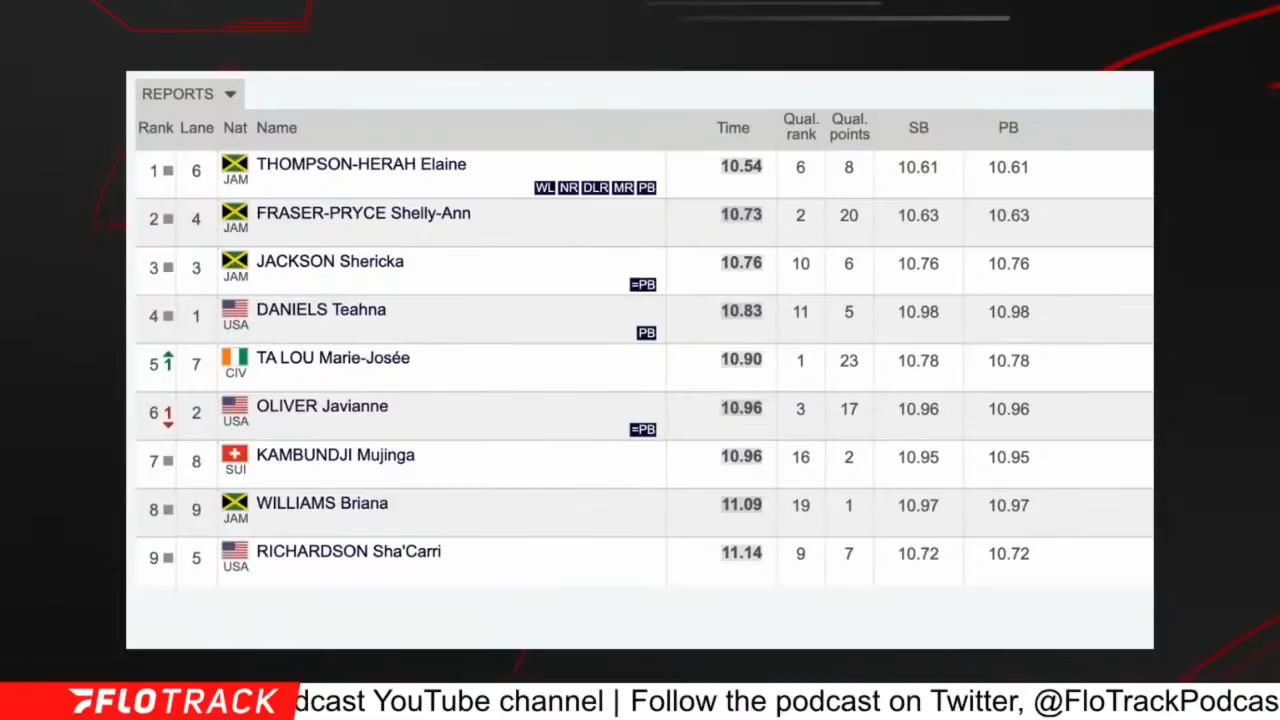 REPORTS
Rank Lane Nat Name Time Qual. rank Qual. points SB PB
1 6 JAM THOMPSON-HERAH Elaine WL NR DLR MR PB 10.54 6 8 10.61 10.61
2 4 JAM FRASER-PRYCE Shelly-Ann 10.73 2 20 10.63 10.63
3 3 JAM JACKSON Shericka =PB 10.76 10 6 10.76 10.76
4 1 USA DANIELS Teahna PB 10.83 11 5 10.98 10.98
5 1 7 CIV TA LOU Marie-Josée 10.90 1 23 10.78 10.78
6 1 2 USA OLIVER Javianne =PB 10.96 3 17 10.96 10.96
7 8 SUI KAMBUNDJI Mujinga 10.96 16 2 10.95 10.95
8 9 JAM WILLIAMS Briana 11.09 19 1 10.97 10.97
9 5 USA RICHARDSON Sha'Carri 11.14 9 7 10.72 10.72
FLOTRACK dcast YouTube channel | Follow the podcast on Twitter, @FloTrackPodcas